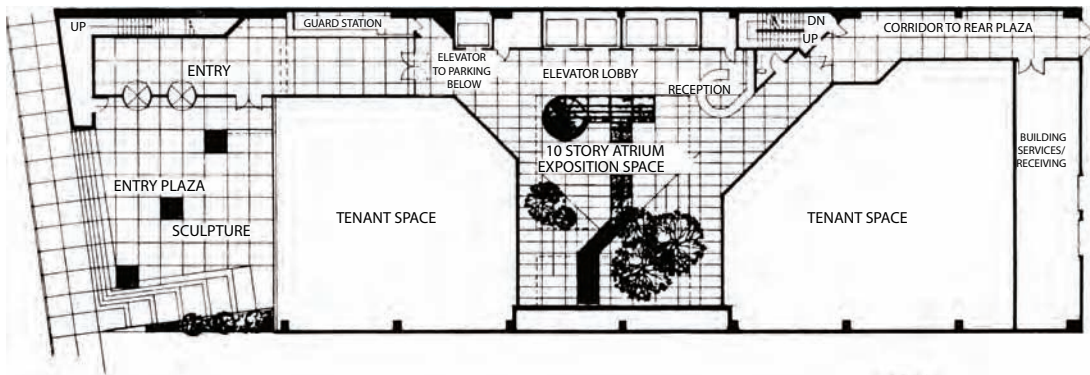 UP
GUARD STATION
DN
UP
CORRIDOR TO REAR PLAZA
ENTRY
ELEVATOR
TO PARKING
BELOW
ELEVATOR LOBBY
RECEPTION
10 STORY ATRIUM
EXPOSITION SPACE
BUILDING
SERVICES/
RECEIVING
ENTRY PLAZA
SCULPTURE
TENANT SPACE
TENANT SPACE